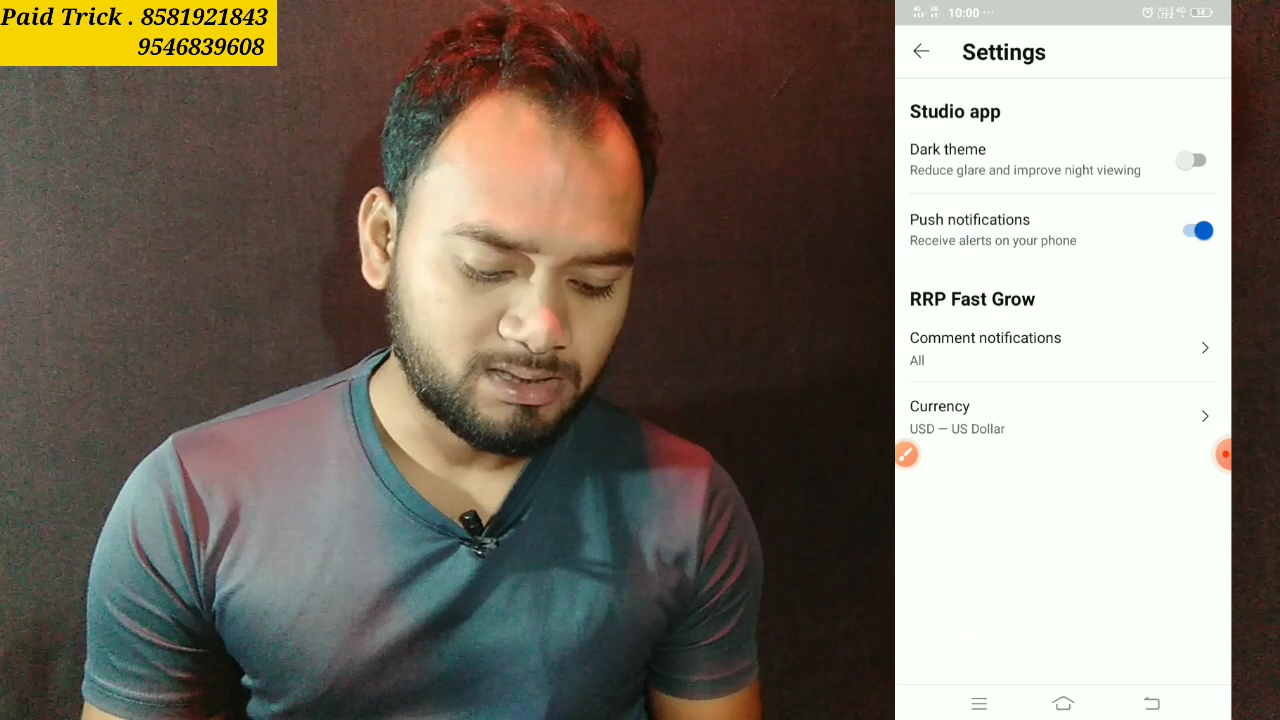 Paid Trick . 8581921843
9546839608
10:00 ...
58
Settings
Studio app
Dark theme
Reduce glare and improve night viewing
Push notifications
Receive alerts on your phone
RRP Fast Grow
Comment notifications
All
Currency
USD — US Dollar